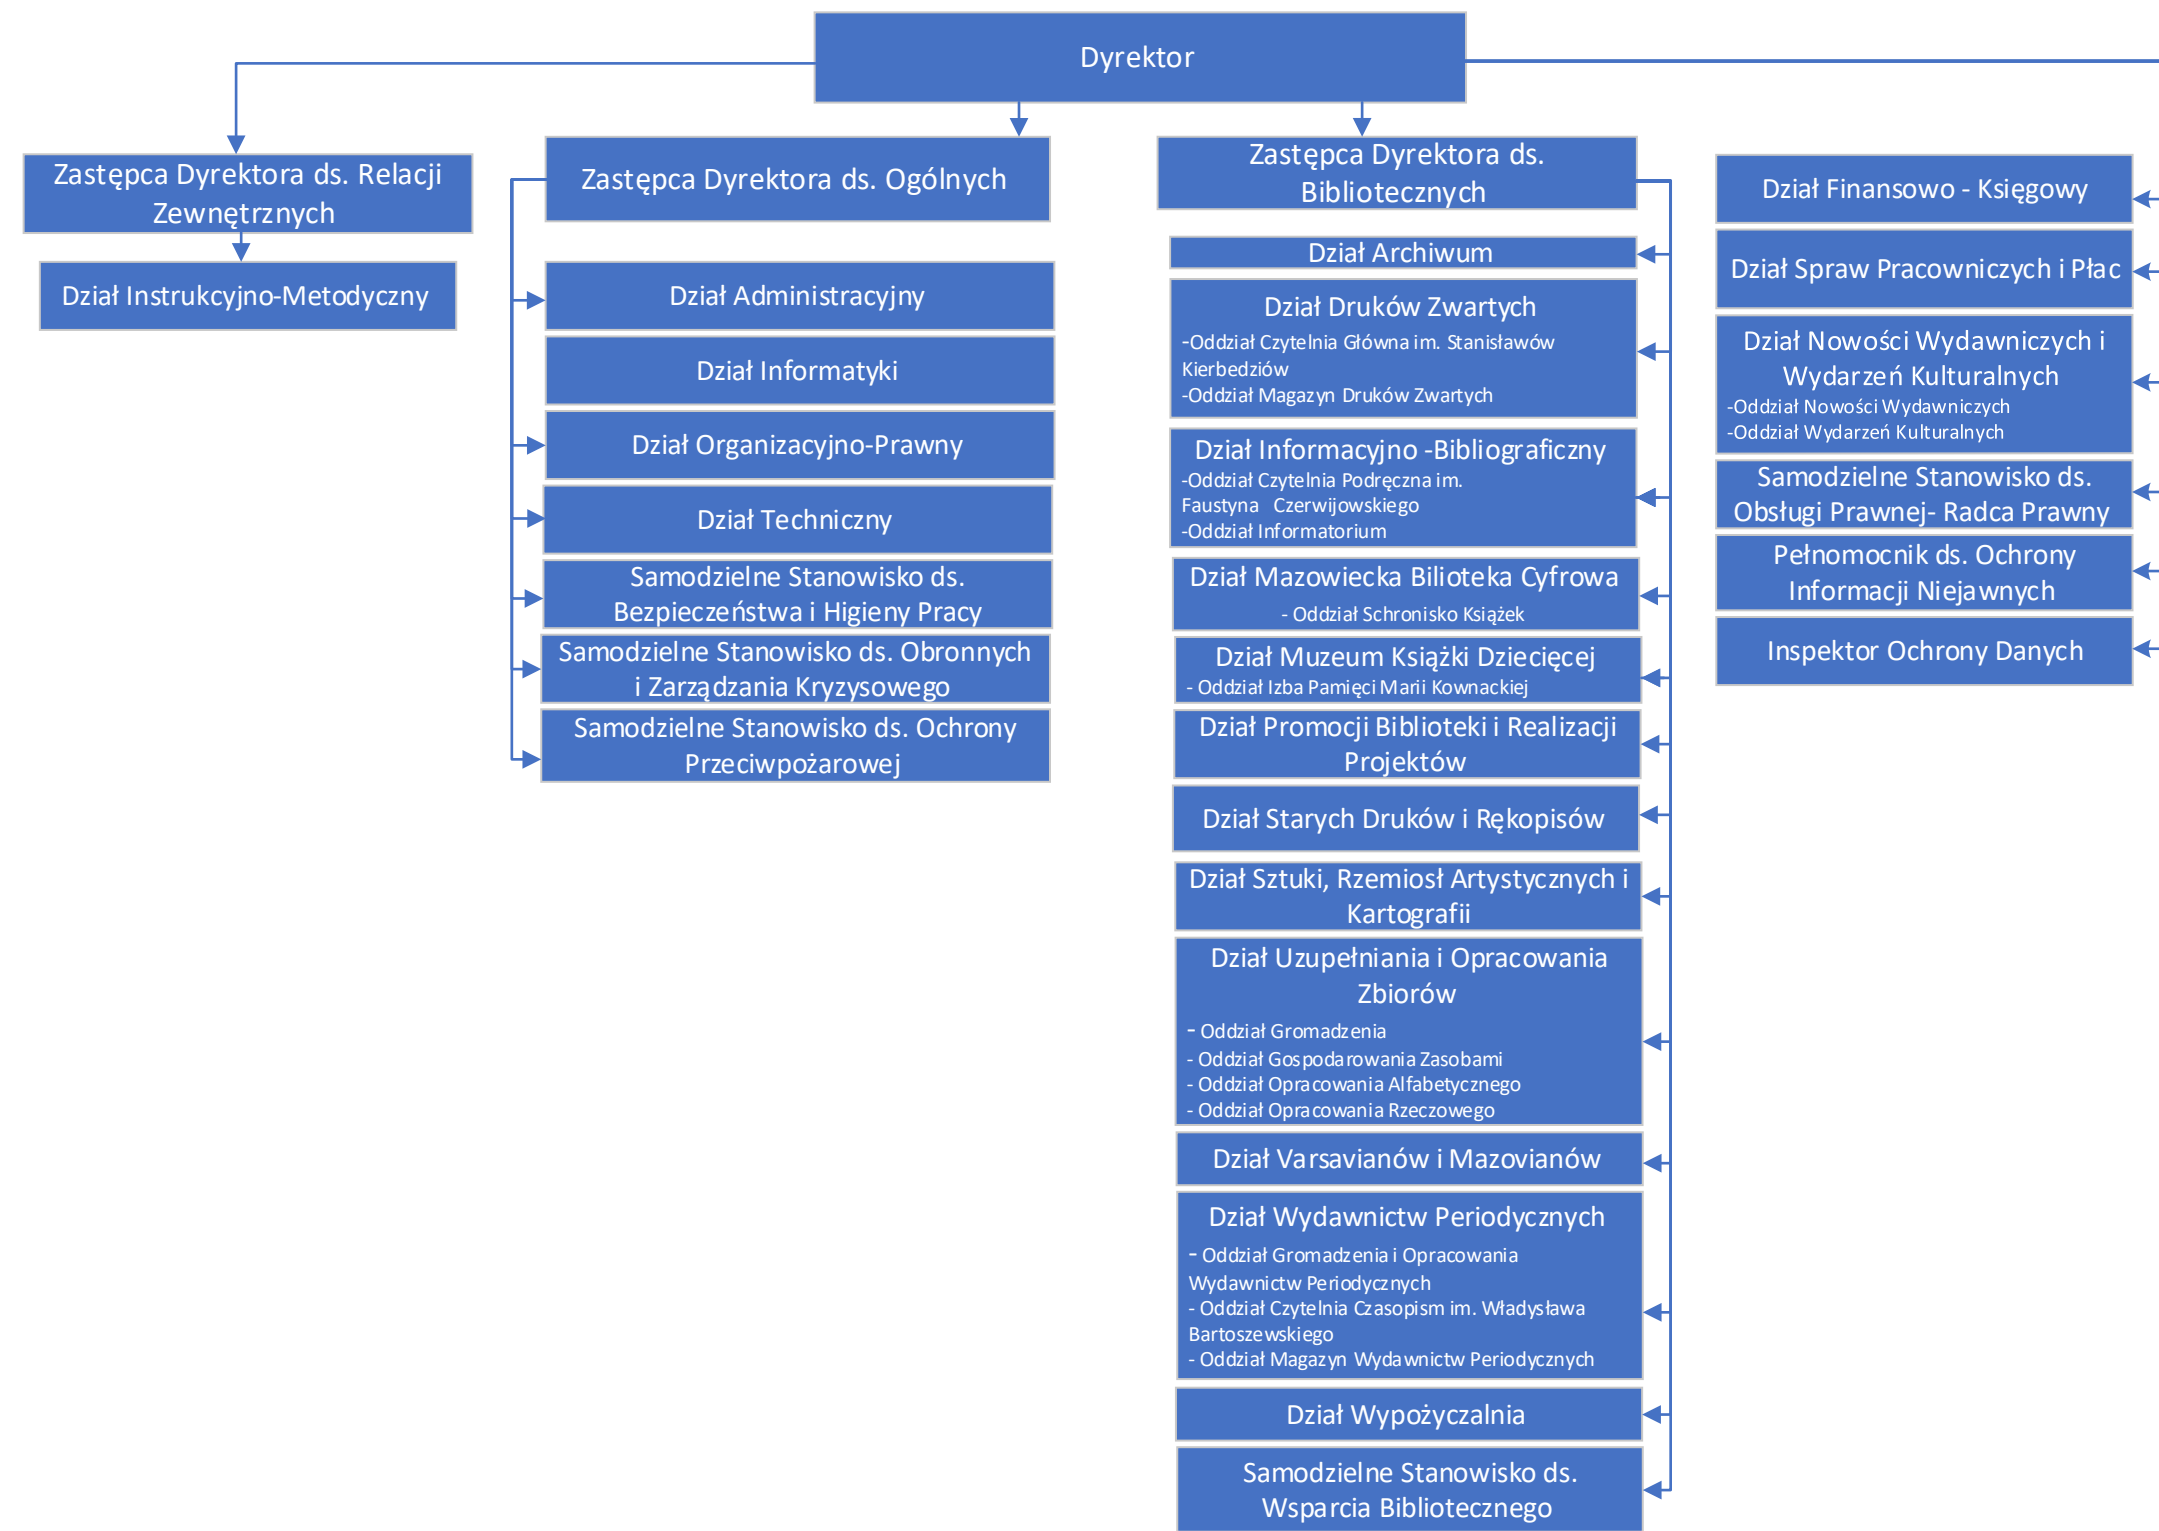 Dyrektor
Zastępca Dyrektora ds. Relacji
Zewnętrznych
Dział Instrukcyjno-Metodyczny
Zastępca Dyrektora ds. Ogólnych
Dział Administracyjny
Dział Informatyki
Dział Organizacyjno-Prawny
Dział Techniczny
Samodzielne Stanowisko ds.
Bezpieczeństwa i Higieny Pracy
Samodzielne Stanowisko ds. Obronnych
i Zarządzania Kryzysowego
Samodzielne Stanowisko ds. Ochrony
Przeciwpożarowej
Zastępca Dyrektora ds.
Bibliotecznych
Dział Archiwum
Dział Druków Zwartych
-Oddział Czytelnia Główna im. Stanisławów
Kierbedziów
-Oddział Magazyn Druków Zwartych
Dział Informacyjno -Bibliograficzny
-Oddział Czytelnia Podręczna im.
Faustyna Czerwijowskiego
-Oddział Informatorium
Dział Mazowiecka Bilioteka Cyfrowa
- Oddział Schronisko Książek
Dział Muzeum Książki Dziecięcej
- Oddział Izba Pamięci Marii Kownackiej
Dział Promocji Biblioteki i Realizacji
Projektów
Dział Starych Druków i Rękopisów
Dział Sztuki, Rzemiosł Artystycznych i
Kartografii
Dział Uzupełniania i Opracowania
Zbiorów
- Oddział Gromadzenia
- Oddział Gospodarowania Zasobami
- Oddział Opracowania Alfabetycznego
- Oddział Opracowania Rzeczowego
Dział Varsavianów i Mazovianów
Dział Wydawnictw Periodycznych
- Oddział Gromadzenia i Opracowania
Wydawnictw Periodycznych
- Oddział Czytelnia Czasopism im. Władysława
Bartoszewskiego
- Oddział Magazyn Wydawnictw Periodycznych
Dział Wypożyczalnia
Samodzielne Stanowisko ds.
Wsparcia Bibliotecznego
Dział Finansowo - Księgowy
Dział Spraw Pracowniczych i Płac
Dział Nowości Wydawniczych i
Wydarzeń Kulturalnych
-Oddział Nowości Wydawniczych
-Oddział Wydarzeń Kulturalnych
Samodzielne Stanowisko ds.
Obsługi Prawnej- Radca Prawny
Pełnomocnik ds. Ochrony
Informacji Niejawnych
Inspektor Ochrony Danych